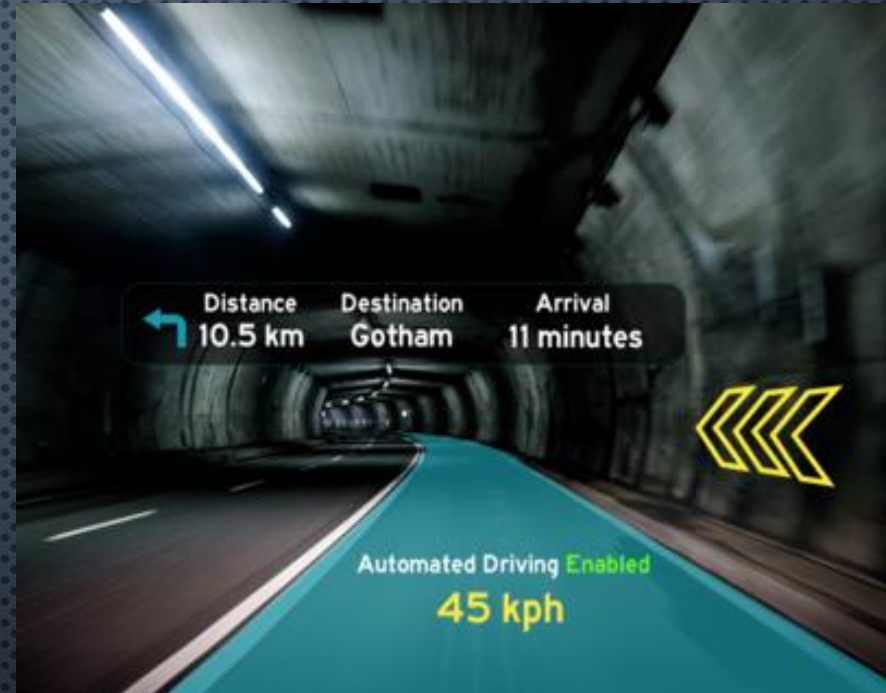 Distance Destination Arrival
10.5 km Gotham 11 minutes
Automated Driving Enabled
45 kph